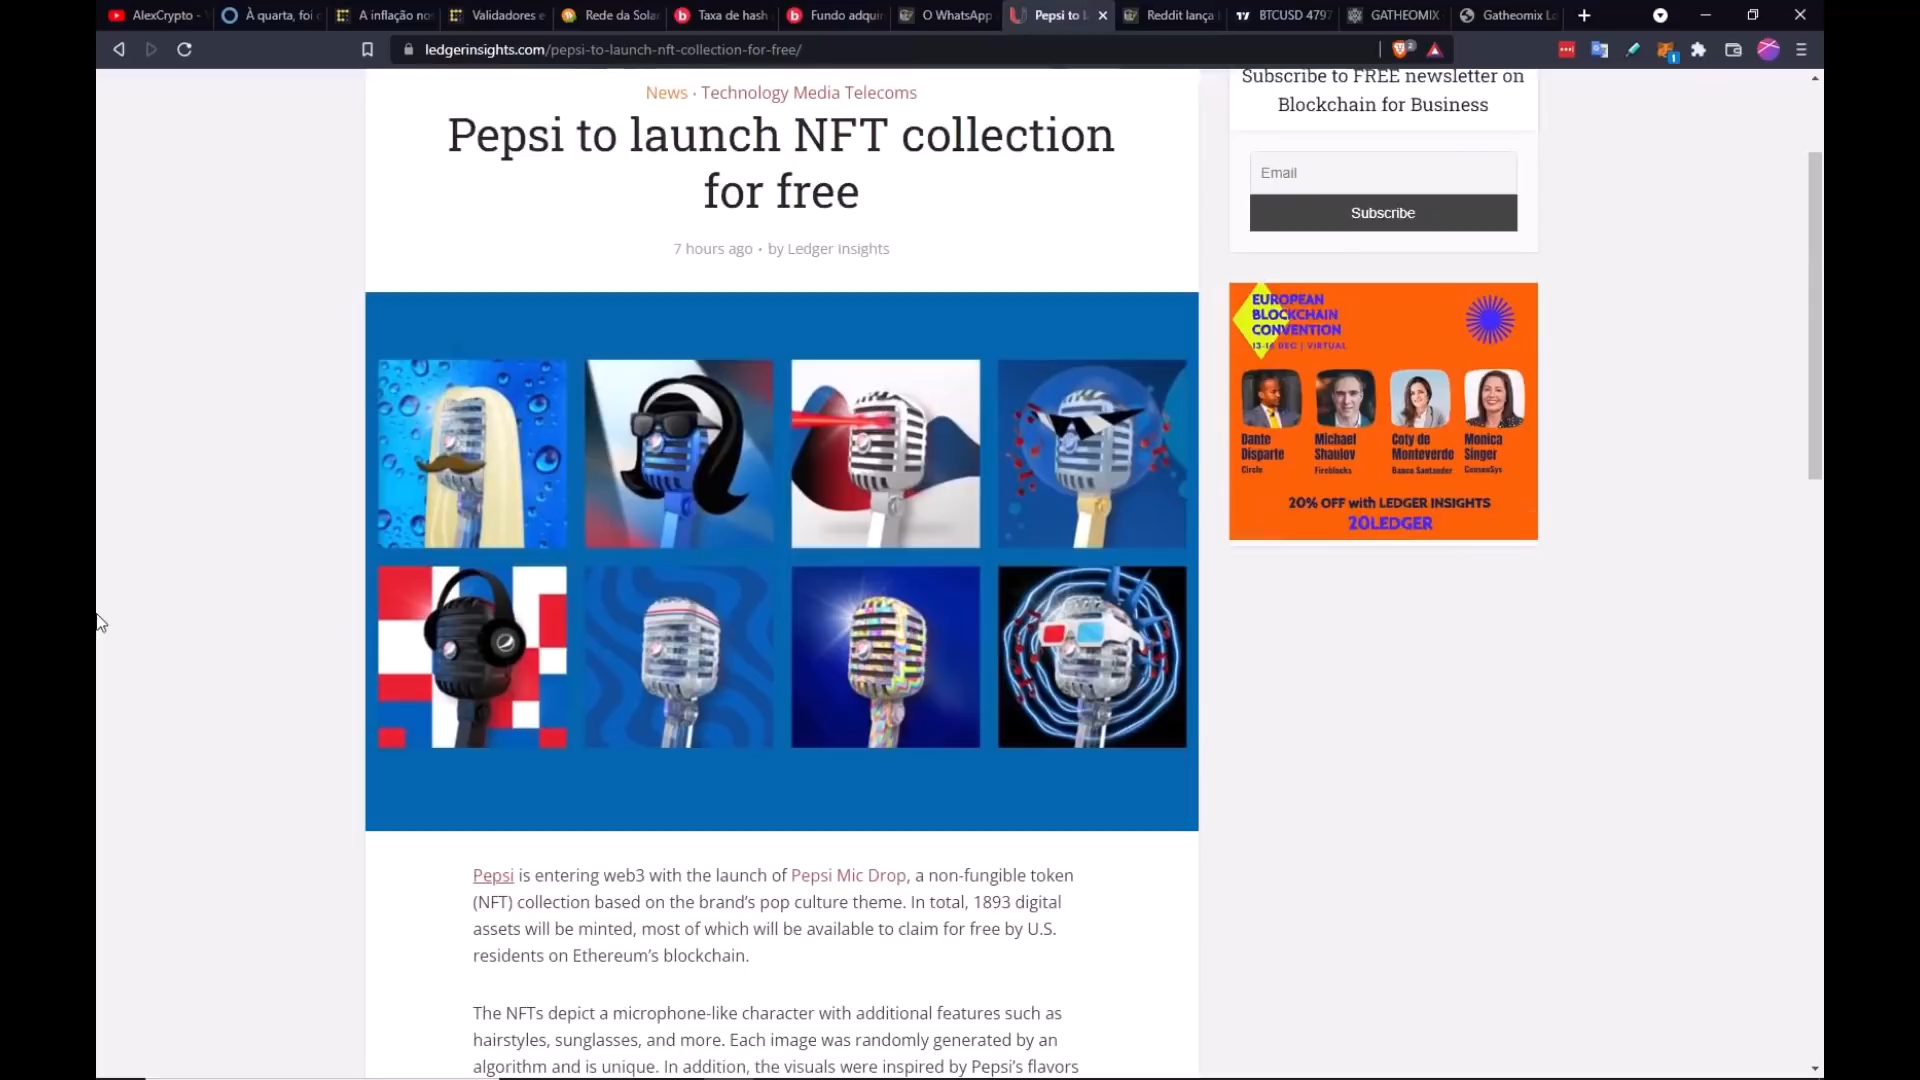 AlexCrypto -
À quarta, foi
A inflação no
Validadores e
Rede da Sola
Taxa de hash
Fundo adqui
O WhatsApp
Pepsi to l
Reddit lança
BTCUSD 4797
GATHEOMIX
Gatheomix L
ledgerinsights.com/pepsi-to-launch-nft-collection-for-free/
2
1
News · Technology Media Telecoms
Pepsi to launch NFT collection
for free
7 hours ago • by Ledger Insights
Pepsi is entering web3 with the launch of Pepsi Mic Drop, a non-fungible token
(NFT) collection based on the brand’s pop culture theme. In total, 1893 digital
assets will be minted, most of which will be available to claim for free by U.S.
residents on Ethereum’s blockchain.
The NFTs depict a microphone-like character with additional features such as
hairstyles, sunglasses, and more. Each image was randomly generated by an
algorithm and is unique. In addition, the visuals were inspired by Pepsi’s flavors
Subscribe to FREE newsletter on
Blockchain for Business
Email
Subscribe
EUROPEAN
BLOCKCHAIN
CONVENTION
DEC | VIRTUAL
Dante
Disparte
Circle
Michael
Shaulov
Fireblocks
Coty de
Monteverde
Banco Santander
Monica
Singer
ConsenSys
20% OFF with LEDGER INSIGHTS
20LEDGER